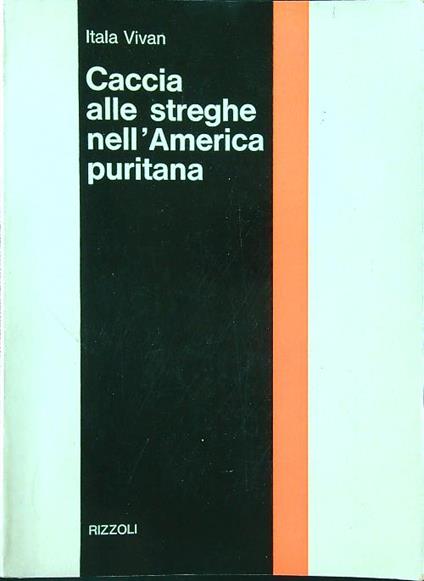 Itala Vivan
Caccia
alle streghe
nell'America
puritana
RIZZOLI